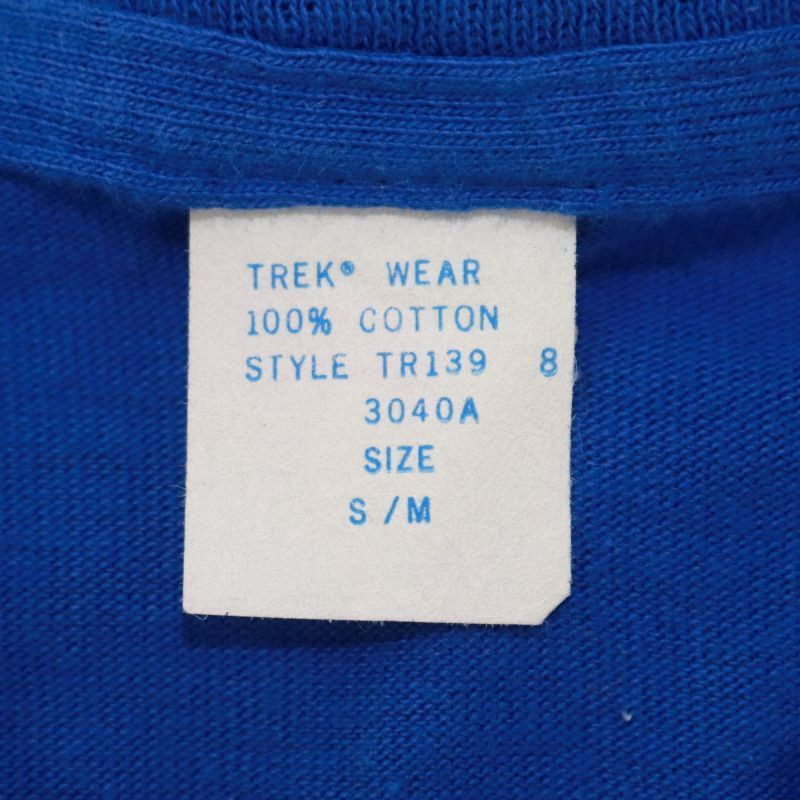 TREK® WEAR
100% COTTON
STYLE TR139 8
3040A
SIZE
S/M